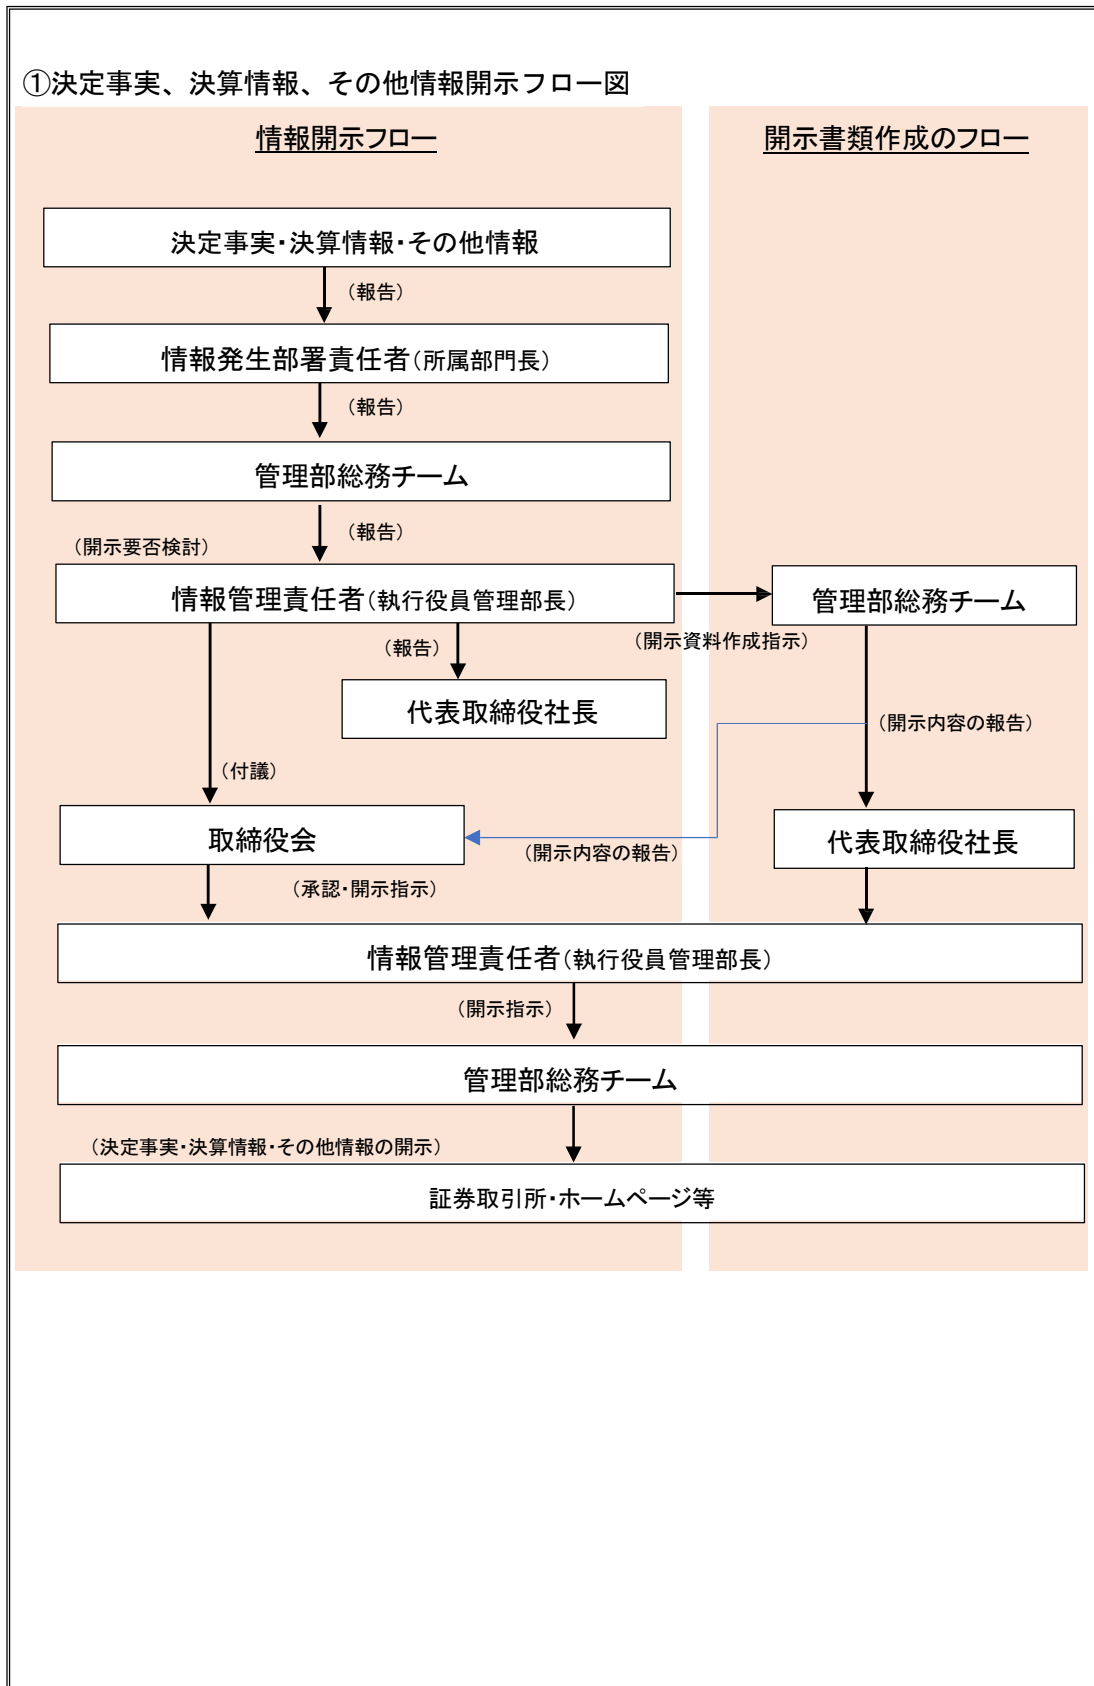 ①決定事実、決算情報、その他情報開示フロー図
情報開示フロー
開示書類作成のフロー
決定事実・決算情報・その他情報
（報告）
情報発生部署責任者（所属部門長）
（報告）
管理部総務チーム
（報告）
（開示要否検討）
情報管理責任者（執行役員管理部長）
管理部総務チーム
（開示資料作成指示）
（報告）
代表取締役社長
（開示内容の報告）
（付議）
取締役会
代表取締役社長
（開示内容の報告）
（承認・開示指示）
情報管理責任者（執行役員管理部長）
（開示指示）
管理部総務チーム
（決定事実・決算情報・その他情報の開示）
証券取引所・ホームページ等